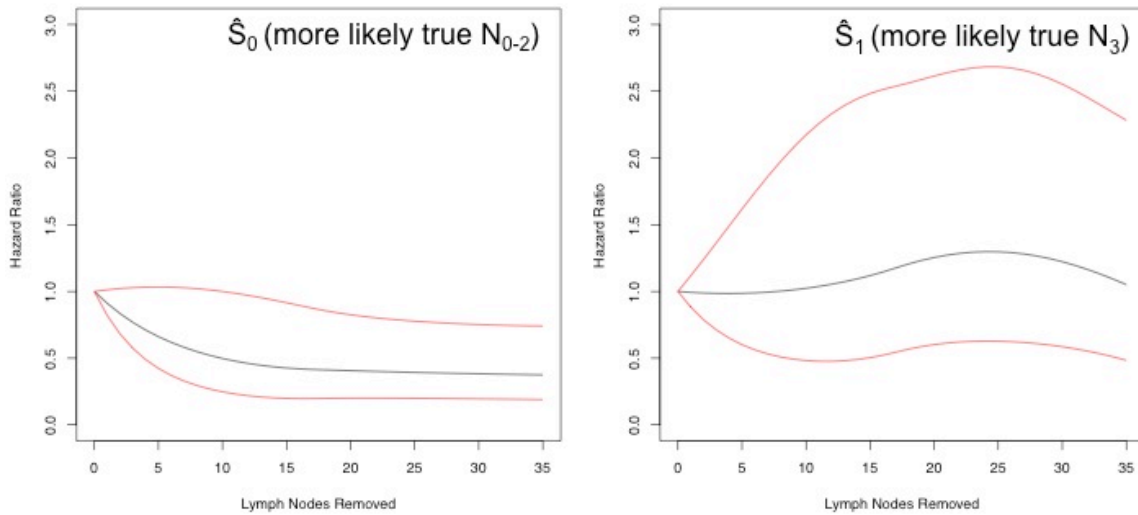 Ŝ0 (more likely true N0-2)
3.0
2.5
2.0
1.5
1.0
0.5
0.0
Hazard Ratio
0 5 10 15 20 25 30 35
Lymph Nodes Removed
Ŝ1 (more likely true N3)
3.0
2.5
2.0
1.5
1.0
0.5
0.0
Hazard Ratio
0 5 10 15 20 25 30 35
Lymph Nodes Removed